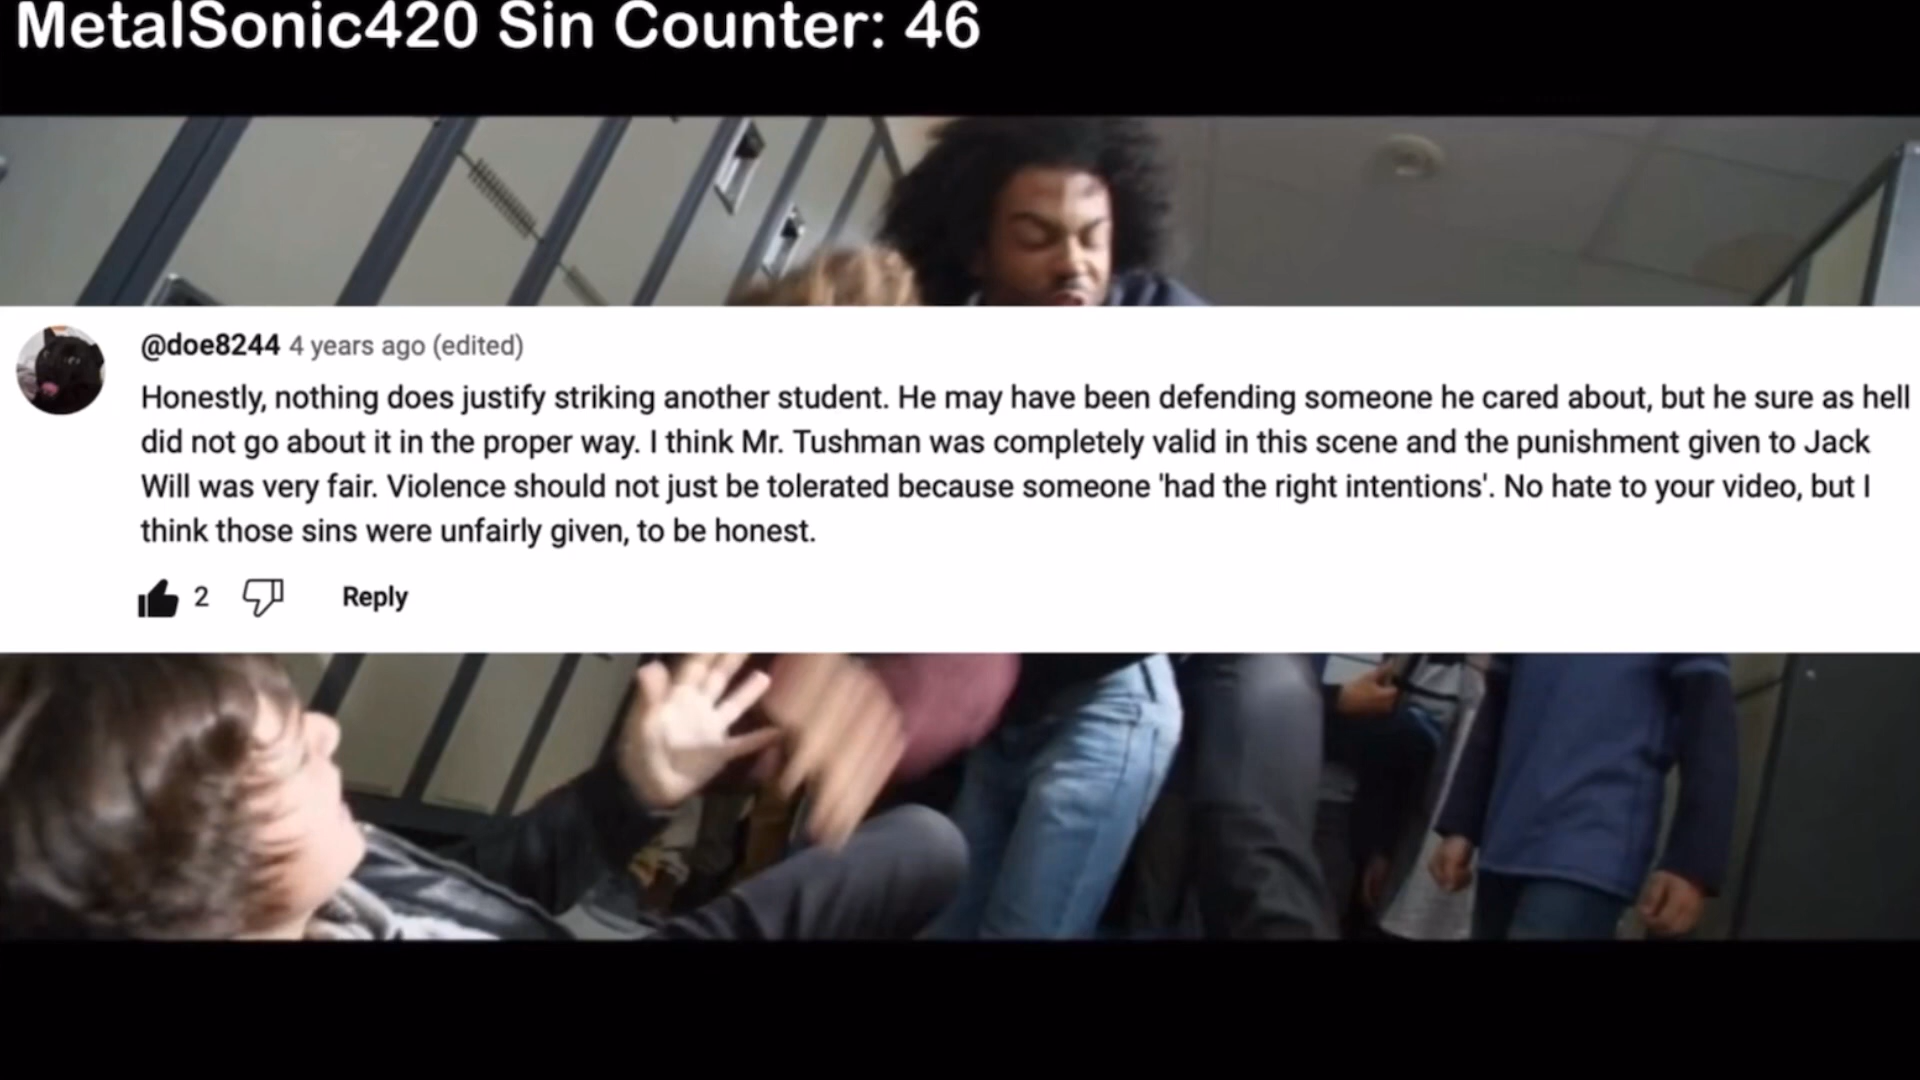 MetalSonic420 Sin Counter: 46
@doe8244 4 years ago (edited)
Honestly, nothing does justify striking another student. He may have been defending someone he cared about, but he sure as hell
did not go about it in the proper way. I think Mr. Tushman was completely valid in this scene and the punishment given to Jack
Will was very fair. Violence should not just be tolerated because someone 'had the right intentions'. No hate to your video, but I
think those sins were unfairly given, to be honest.
2 Reply